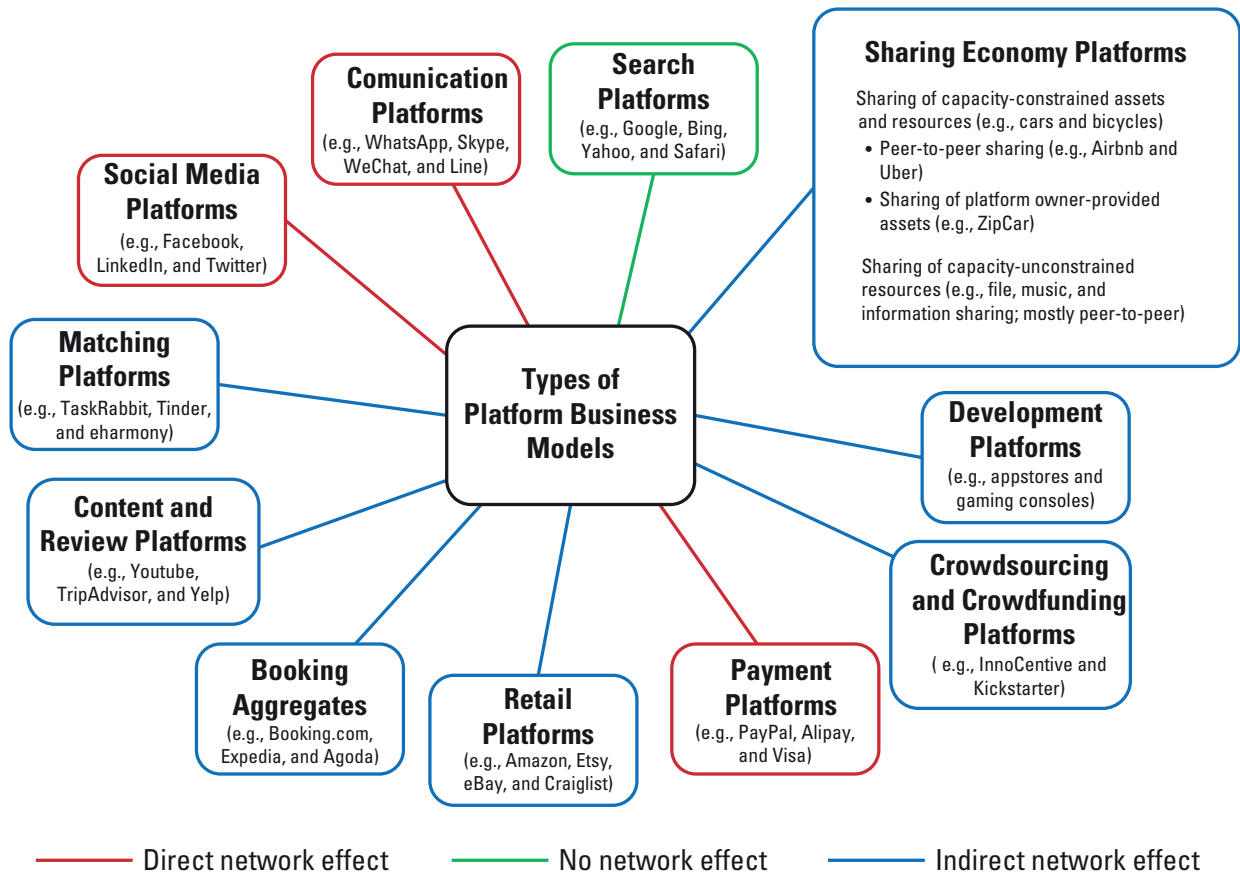 Comunication
Platforms
(e.g., WhatsApp, Skype,
WeChat, and Line)
Search
Platforms
(e.g., Google, Bing,
Yahoo, and Safari)
Sharing Economy Platforms
Sharing of capacity-constrained assets
and resources (e.g., cars and bicycles)
• Peer-to-peer sharing (e.g., Airbnb and
Uber)
• Sharing of platform owner-provided
assets (e.g., ZipCar)
Sharing of capacity-unconstrained
resources (e.g., file, music, and
information sharing; mostly peer-to-peer)
Social Media
Platforms
(e.g., Facebook,
LinkedIn, and Twitter)
Matching
Platforms
(e.g., TaskRabbit, Tinder,
and eharmony)
Types of
Platform Business
Models
Development
Platforms
(e.g., appstores and
gaming consoles)
Content and
Review Platforms
(e.g., Youtube,
TripAdvisor, and Yelp)
Crowdsourcing
and Crowdfunding
Platforms
( e.g., InnoCentive and
Kickstarter)
Booking
Aggregates
(e.g., Booking.com,
Expedia, and Agoda)
Retail
Platforms
(e.g., Amazon, Etsy,
eBay, and Craiglist)
Payment
Platforms
(e.g., PayPal, Alipay,
and Visa)
Direct network effect
No network effect
Indirect network effect